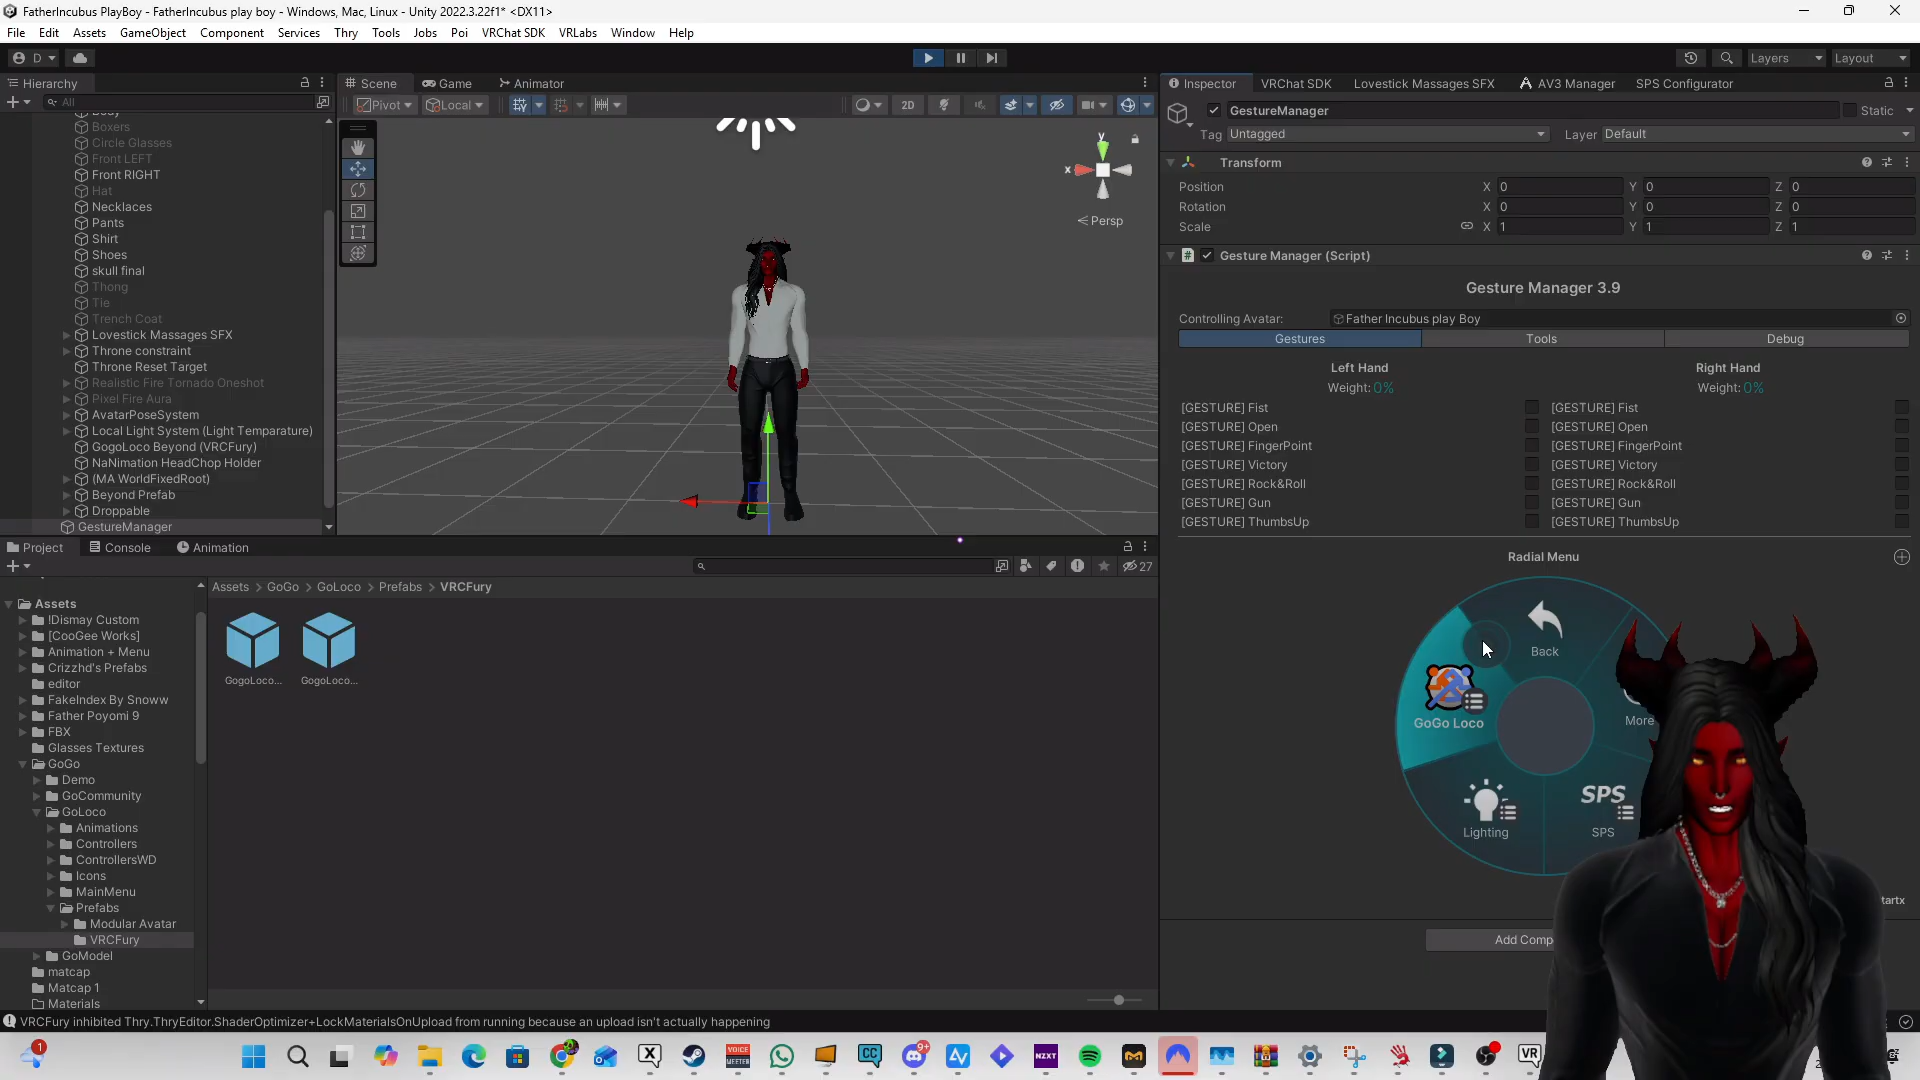 FatherIncubus PlayBoy - FatherIncubus play boy - Windows, Mac, Linux - Unity 2022.3.22f1* <DX11>
File Edit Assets GameObject Component Services Thry Tools Jobs Poi VRChat SDK VRLabs Window Help
D Layers Layout
Hierarchy Scene Game Animator Inspector VRChat SDK Lovestick Massages SFX AV3 Manager SPS Configurator
All
Pivot Local 2D
GestureManager Static
Tag Untagged Layer Default
Body
Boxers
Circle Glasses
Front LEFT
Front RIGHT
Hat
Necklaces
Pants
Shirt
Shoes
skull final
Thong
Tie
Trench Coat
Lovestick Massages SFX
Throne constraint
Throne Reset Target
Realistic Fire Tornado Oneshot
Pixel Fire Aura
AvatarPoseSystem
Local Light System (Light Temparature)
GogoLoco Beyond (VRCFury)
NaNimation HeadChop Holder
(MA WorldFixedRoot)
Beyond Prefab
Droppable
GestureManager
y
x
Persp
Transform
Position X 0 Y 0 Z 0
Rotation X 0 Y 0 Z 0
Scale X 1 Y 1 Z 1
Gesture Manager (Script)
Gesture Manager 3.9
Controlling Avatar: Father Incubus play Boy
Gestures Tools Debug
Left Hand Right Hand
Weight: 0% Weight: 0%
[GESTURE] Fist [GESTURE] Fist
[GESTURE] Open [GESTURE] Open
[GESTURE] FingerPoint [GESTURE] FingerPoint
[GESTURE] Victory [GESTURE] Victory
[GESTURE] Rock&Roll [GESTURE] Rock&Roll
[GESTURE] Gun [GESTURE] Gun
[GESTURE] ThumbsUp [GESTURE] ThumbsUp
Radial Menu
Back
GoGo Loco
More
Lighting
SPS
SPS
Add Comp
Project Console Animation
27
Assets > GoGo > GoLoco > Prefabs > VRCFury
GogoLoco... GogoLoco...
Assets
!Dismay Custom
[CooGee Works]
Animation + Menu
Crizzhd's Prefabs
editor
FakeIndex By Snoww
Father Poyomi 9
FBX
Glasses Textures
GoGo
Demo
GoCommunity
GoLoco
Animations
Controllers
ControllersWD
Icons
MainMenu
Prefabs
Modular Avatar
VRCFury
GoModel
matcap
Matcap 1
Materials
VRCFury inhibited Thry.ThryEditor.ShaderOptimizer+LockMaterialsOnUpload from running because an upload isn't actually happening
1
VOICE MEETER
CC
9+
NZXT
VR